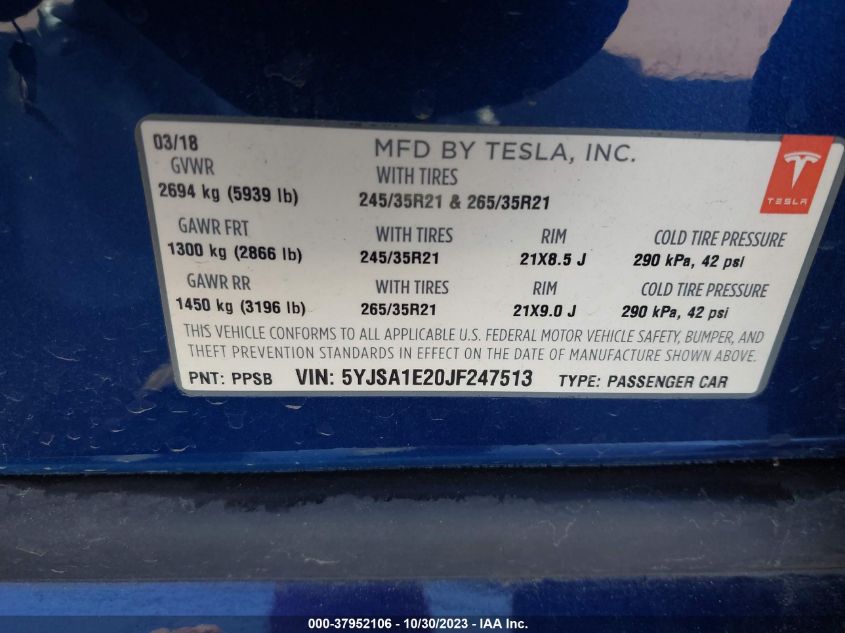 03/18 MFD BY TESLA, INC.
GVWR WITH TIRES
2694 kg (5939 lb) 245/35R21 & 265/35R21
TESLA
GAWR FRT WITH TIRES RIM COLD TIRE PRESSURE
1300 kg (2866 lb) 245/35R21 21X8.5 J 290 kPa, 42 psi
GAWR RR WITH TIRES RIM COLD TIRE PRESSURE
1450 kg (3196 lb) 265/35R21 21X9.0 J 290 kPa, 42 psi
THIS VEHICLE CONFORMS TO ALL APPLICABLE U.S. FEDERAL MOTOR VEHICLE SAFETY, BUMPER, AND
THEFT PREVENTION STANDARDS IN EFFECT ON THE DATE OF MANUFACTURE SHOWN ABOVE.
PNT: PPSB VIN: 5YJSA1E20JF247513 TYPE: PASSENGER CAR
000-37952106 - 10/30/2023 - IAA Inc.